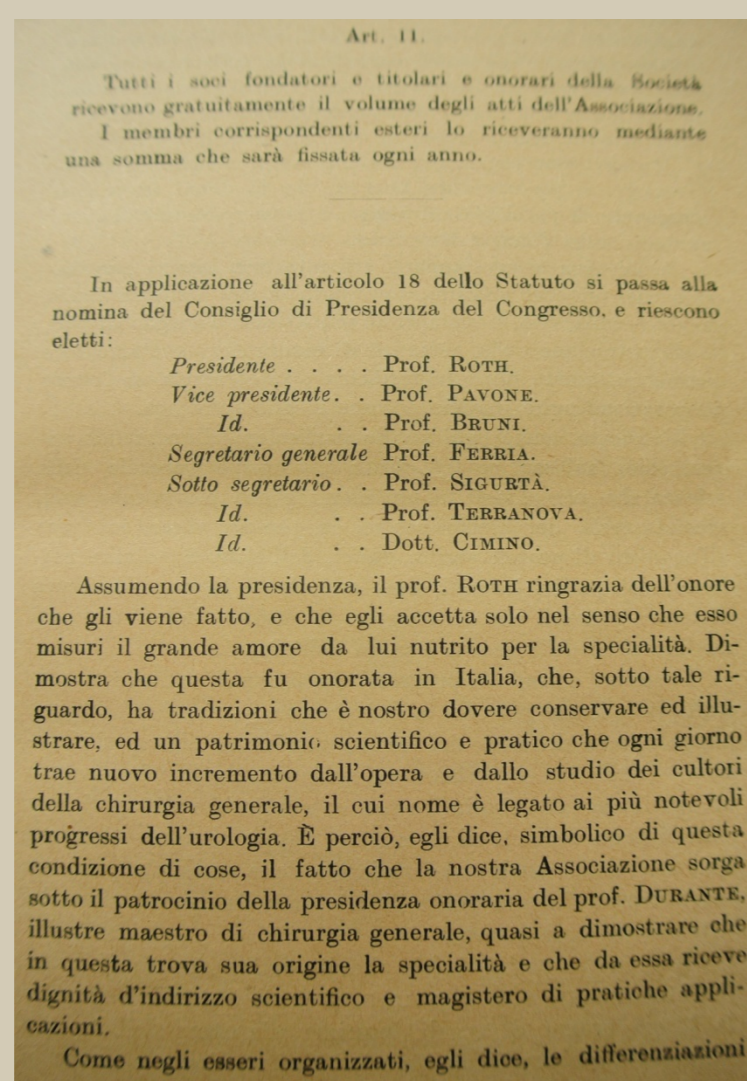 Art. 11.
Tutti i soci fondatori e titolari e onorari della Società
ricevono gratuitamente il volume degli atti dell'Associazione.
I membri corrispondenti esteri lo riceveranno mediante
una somma che sarà fissata ogni anno.
In applicazione all'articolo 18 dello Statuto si passa alla
nomina del Consiglio di Presidenza del Congresso, e riescono
eletti:
Presidente . . . . Prof. ROTH.
Vice presidente. . Prof. PAVONE.
Id. . . Prof. BRUNI.
Segretario generale Prof. FERRIA.
Sotto segretario. . Prof. SIGURTÀ.
Id. . . Prof. TERRANOVA.
Id. . . Dott. CIMINO.
Assumendo la presidenza, il prof. ROTH ringrazia dell'onore
che gli viene fatto, e che egli accetta solo nel senso che esso
misuri il grande amore da lui nutrito per la specialità. Di-
mostra che questa fu onorata in Italia, che, sotto tale ri-
guardo, ha tradizioni che è nostro dovere conservare ed illu-
strare, ed un patrimonio scientifico e pratico che ogni giorno
trae nuovo incremento dall'opera e dallo studio dei cultori
della chirurgia generale, il cui nome è legato ai più notevoli
progressi dell'urologia. È perciò, egli dice, simbolico di questa
condizione di cose, il fatto che la nostra Associazione sorga
sotto il patrocinio della presidenza onoraria del prof. DURANTE,
illustre maestro di chirurgia generale, quasi a dimostrare che
in questa trova sua origine la specialità e che da essa riceve
dignità d'indirizzo scientifico e magistero di pratiche appli-
cazioni.
Come negli esseri organizzati, egli dice, le differenziazioni